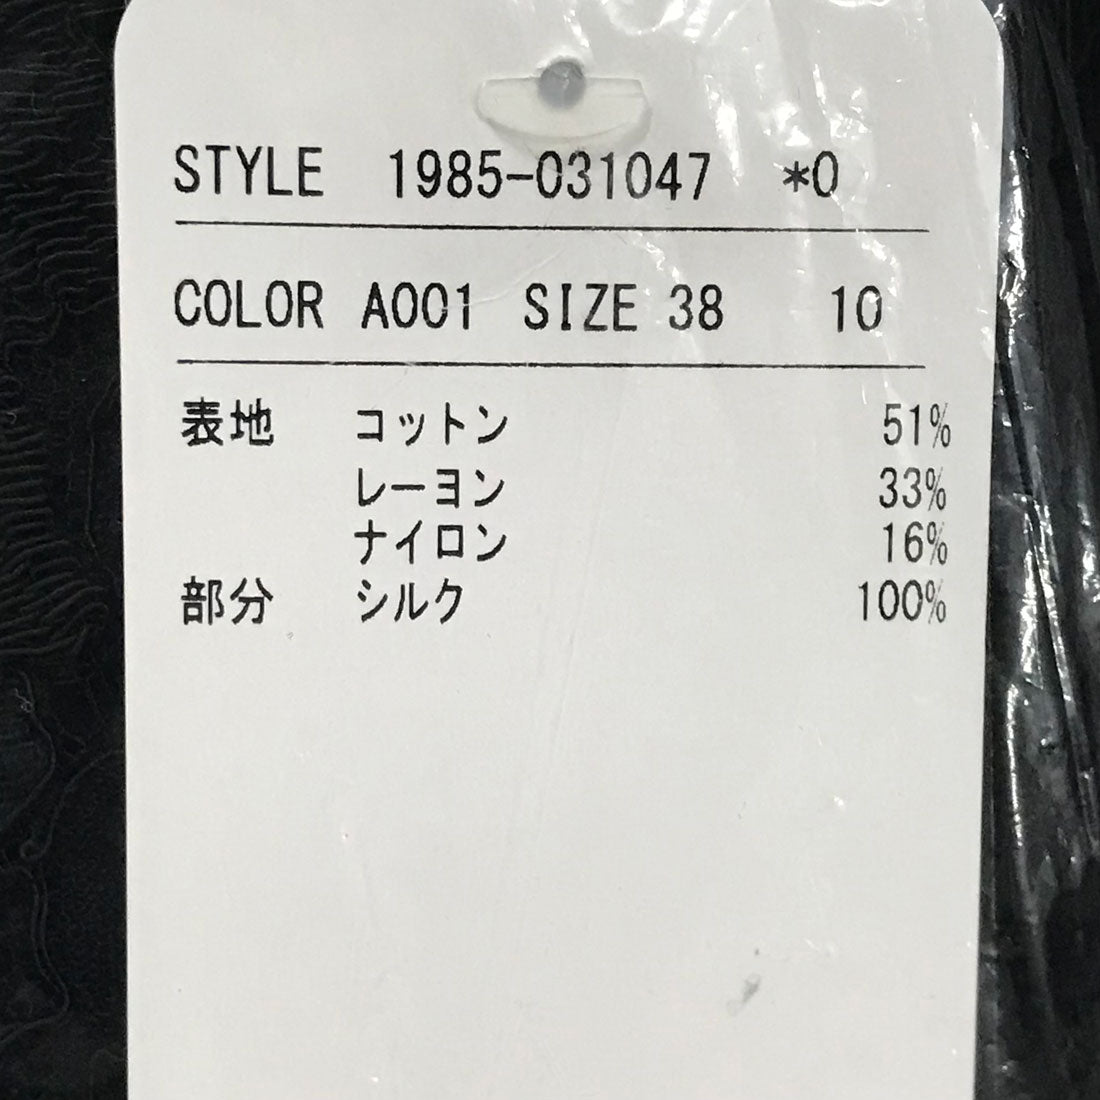 STYLE 1985-031047 *0
COLOR A001 SIZE 38 10
表地 コットン 51%
レーヨン 33%
ナイロン 16%
部分 シルク 100%